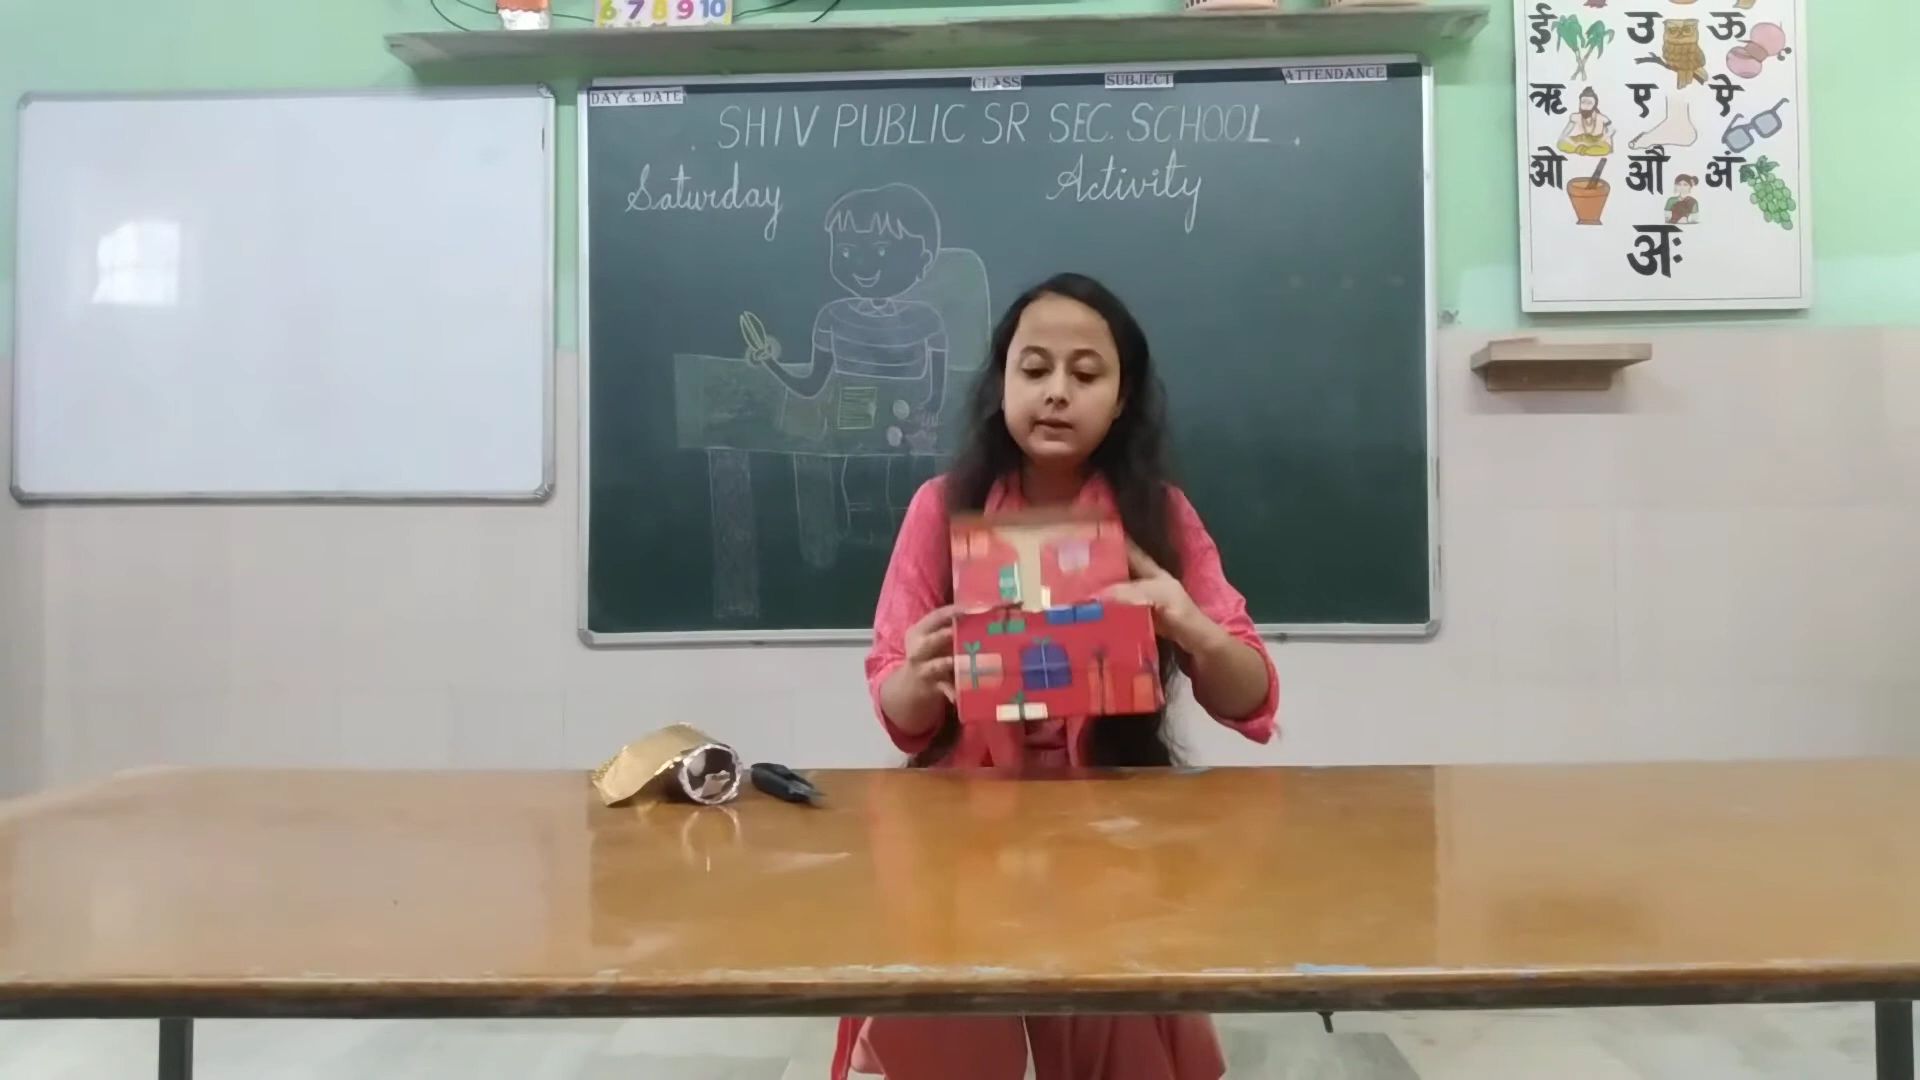 6 7 8 9 10
DAY & DATE CLASS SUBJECT ATTENDANCE
SHIV PUBLIC SR SEC. SCHOOL.
Saturday Activity
ई उ ऊ
ऋ ए ऐ
ओ औ अं
अः